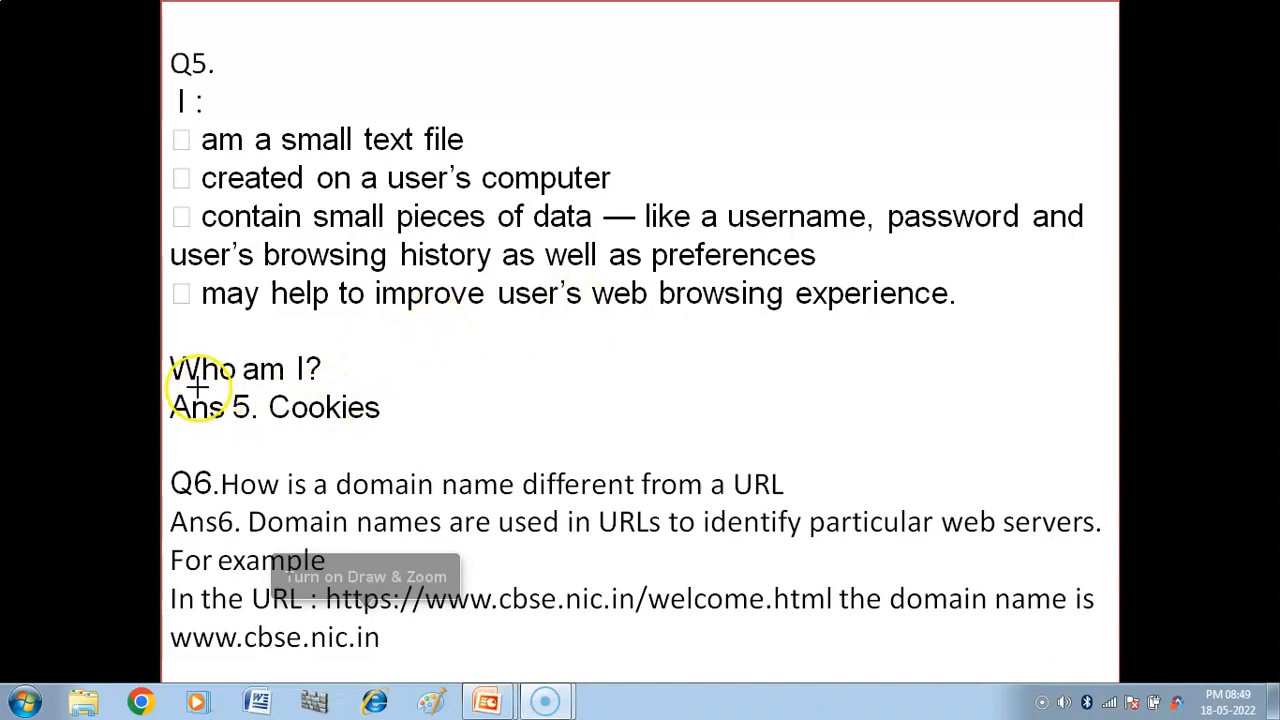 Q5.
I :
am a small text file
created on a user’s computer
contain small pieces of data — like a username, password and
user’s browsing history as well as preferences
may help to improve user’s web browsing experience.
Who am I?
Ans 5. Cookies
Q6.How is a domain name different from a URL
Ans6. Domain names are used in URLs to identify particular web servers.
For example
Turn on Draw & Zoom
In the URL : https://www.cbse.nic.in/welcome.html the domain name is
www.cbse.nic.in
PM 08:49
18-05-2022